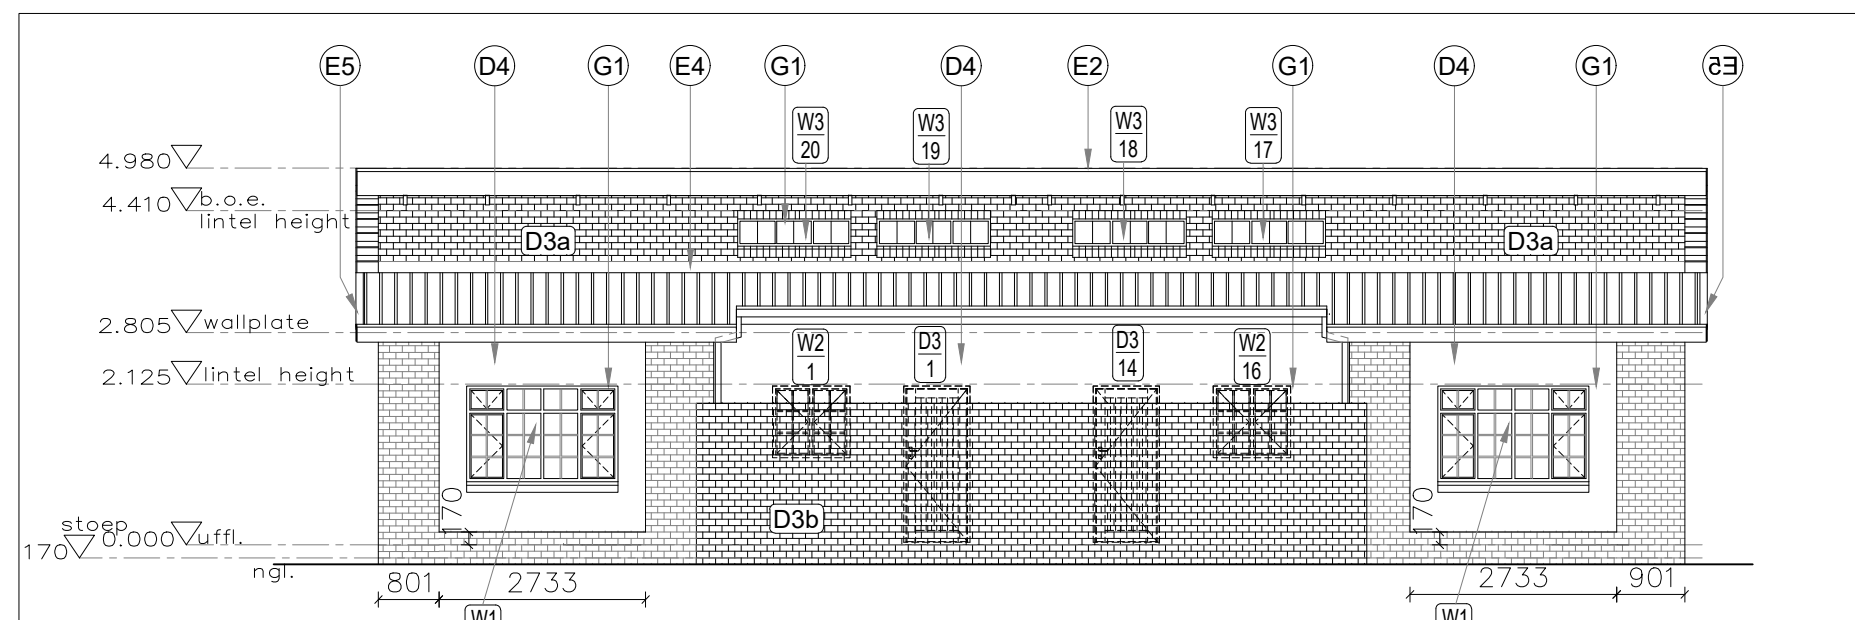 E5 D4 G1 E4 G1 D4 E2 G1 D4 G1 E5
W3 W3 W3 W3
20 19 18 17
4.980
4.410 b.o.e.
lintel height
D3a D3a
2.805 wallplate
W2 D3 D3 W2
1 1 14 16
2.125 lintel height
170 170
D3b
stoep
0.000 uffl.
170
ngl.
801 2733 2733 901
W1 W1